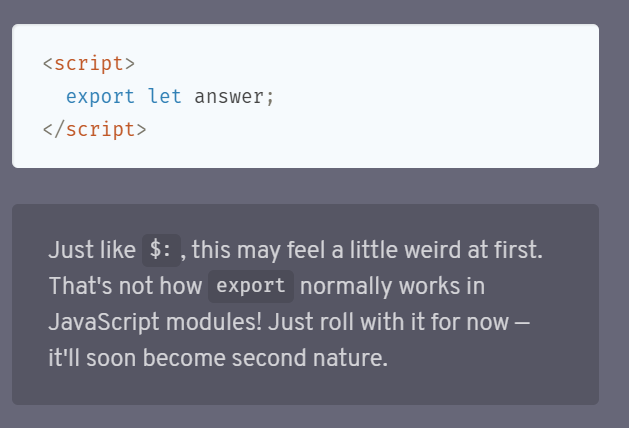 <script>
  export let answer;
</script>
Just like $:, this may feel a little weird at first.
That's not how export normally works in
JavaScript modules! Just roll with it for now —
it'll soon become second nature.